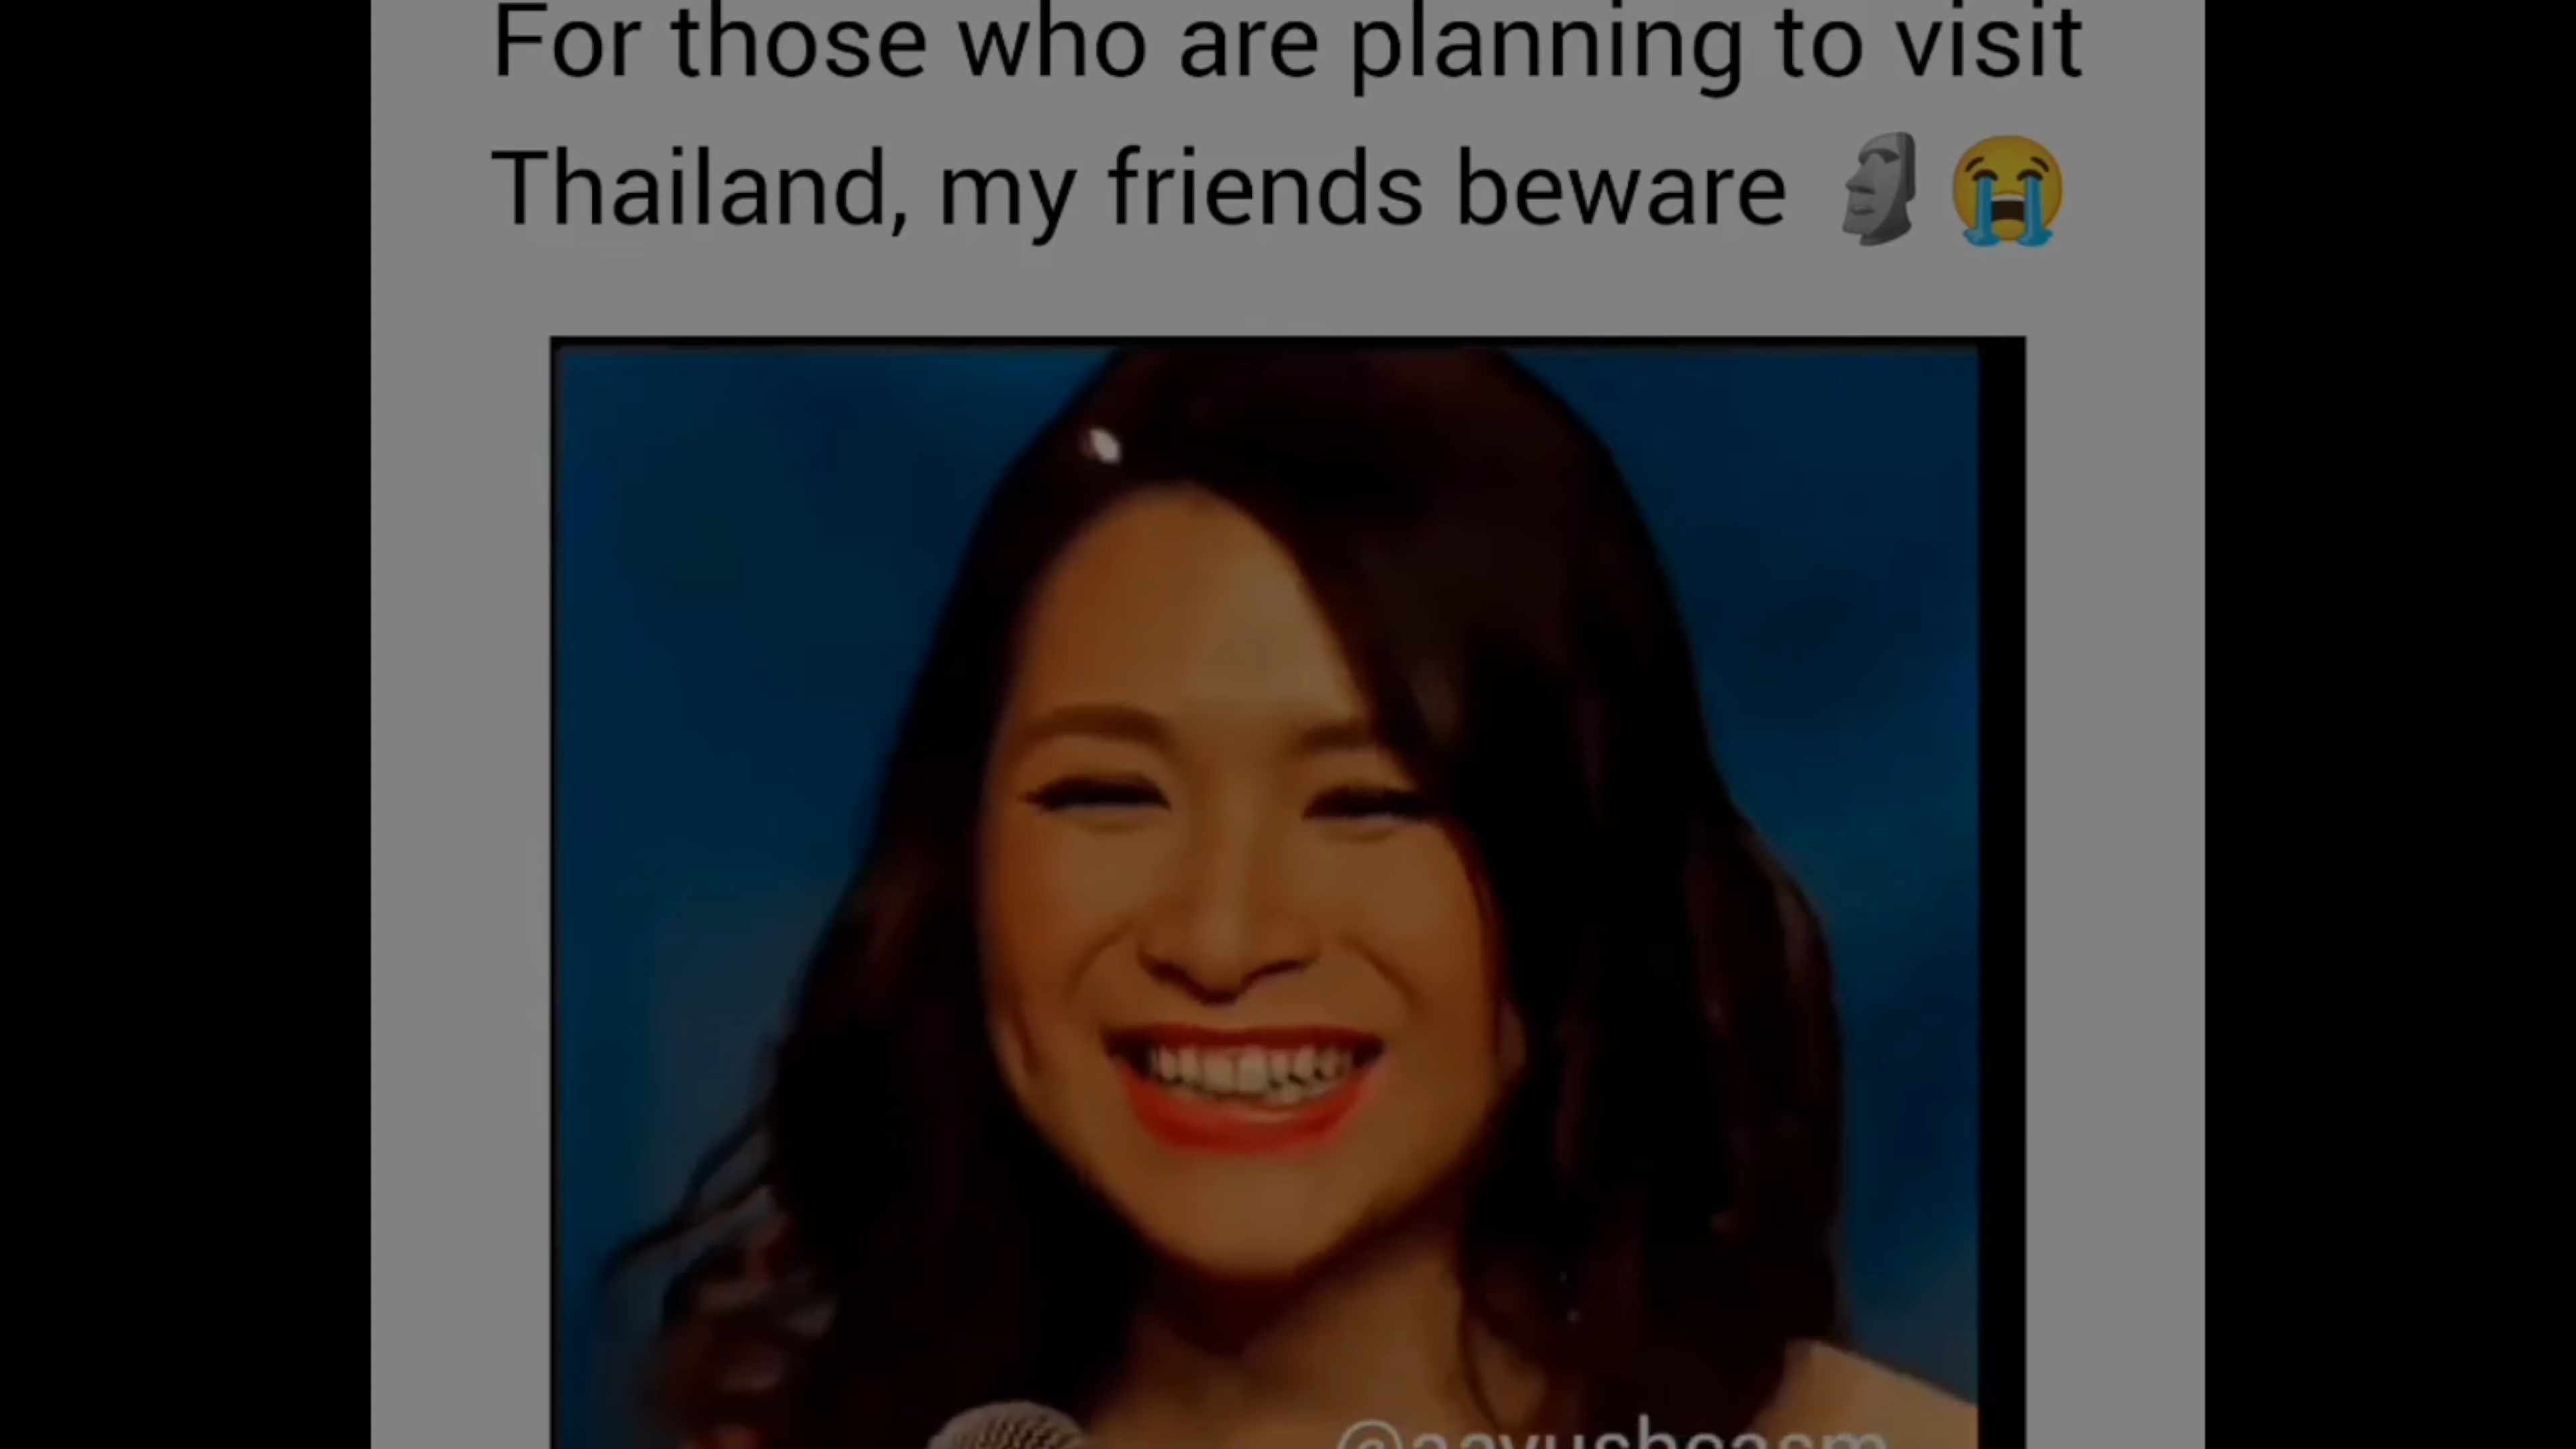 For those who are planning to visit
Thailand, my friends beware 🗿😭